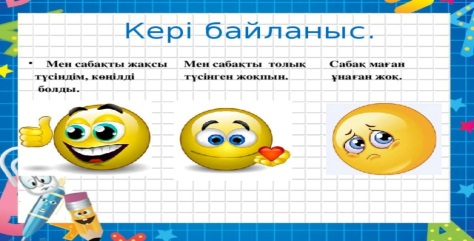 Кері байланыс.
• Мен сабақты жақсы
түсіндім, көңілді
болды.
Мен сабақты толық
түсінген жоқпын.
Сабақ маған
ұнаған жоқ.